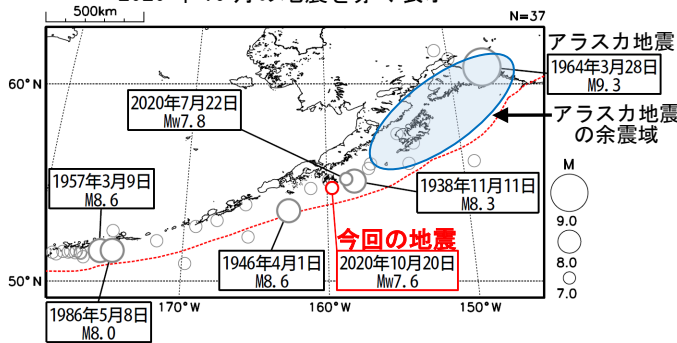 500km
N=37
アラスカ地震
1964年3月28日
M9.3
60°N
2020年7月22日
Mw7.8
アラスカ地震
の余震域
1957年3月9日
M8.6
1938年11月11日
M8.3
M
9.0
8.0
7.0
今回の地震
1946年4月1日
M8.6
2020年10月20日
Mw7.6
50°N
170°W
160°W
150°W
1986年5月8日
M8.0